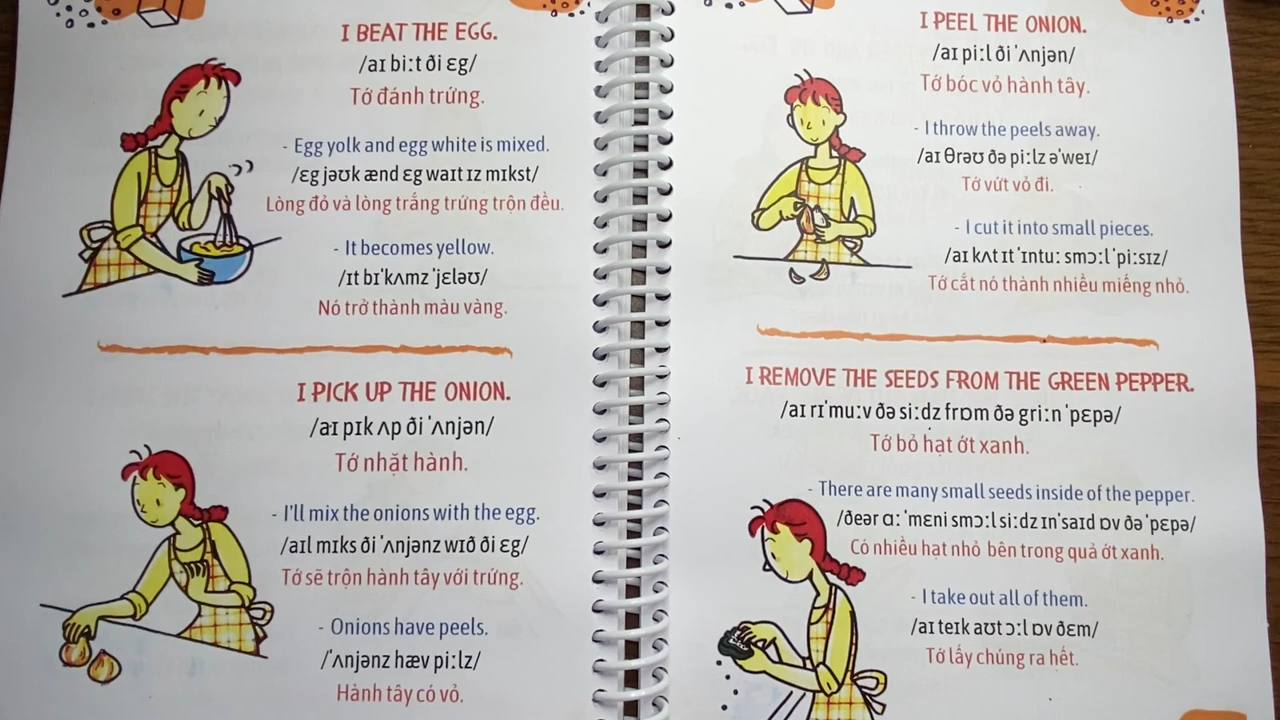 I BEAT THE EGG.
/aɪ biːt ði ɛg/
Tớ đánh trứng.
- Egg yolk and egg white is mixed.
/ɛg jəʊk ænd ɛg waɪt ɪz mɪkst/
Lòng đỏ và lòng trắng trứng trộn đều.
- It becomes yellow.
/ɪt bɪˈkʌmz ˈjɛləʊ/
Nó trở thành màu vàng.
I PICK UP THE ONION.
/aɪ pɪk ʌp ði ˈʌnjən/
Tớ nhặt hành.
- I'll mix the onions with the egg.
/aɪl mɪks ði ˈʌnjənz wɪð ði ɛg/
Tớ sẽ trộn hành tây với trứng.
- Onions have peels.
/ˈʌnjənz hæv piːlz/
Hành tây có vỏ.
I PEEL THE ONION.
/aɪ piːl ði ˈʌnjən/
Tớ bóc vỏ hành tây.
- I throw the peels away.
/aɪ θrəʊ ðə piːlz əˈweɪ/
Tớ vứt vỏ đi.
- I cut it into small pieces.
/aɪ kʌt ɪt ˈɪntuː smɔːl ˈpiːsɪz/
Tớ cắt nó thành nhiều miếng nhỏ.
I REMOVE THE SEEDS FROM THE GREEN PEPPER.
/aɪ rɪˈmuːv ðə siːdz frɒm ðə griːn ˈpɛpə/
Tớ bỏ hạt ớt xanh.
- There are many small seeds inside of the pepper.
/ðeər ɑː ˈmɛni smɔːl siːdz ɪnˈsaɪd ɒv ðə ˈpɛpə/
Có nhiều hạt nhỏ bên trong quả ớt xanh.
- I take out all of them.
/aɪ teɪk aʊt ɔːl ɒv ðɛm/
Tớ lấy chúng ra hết.